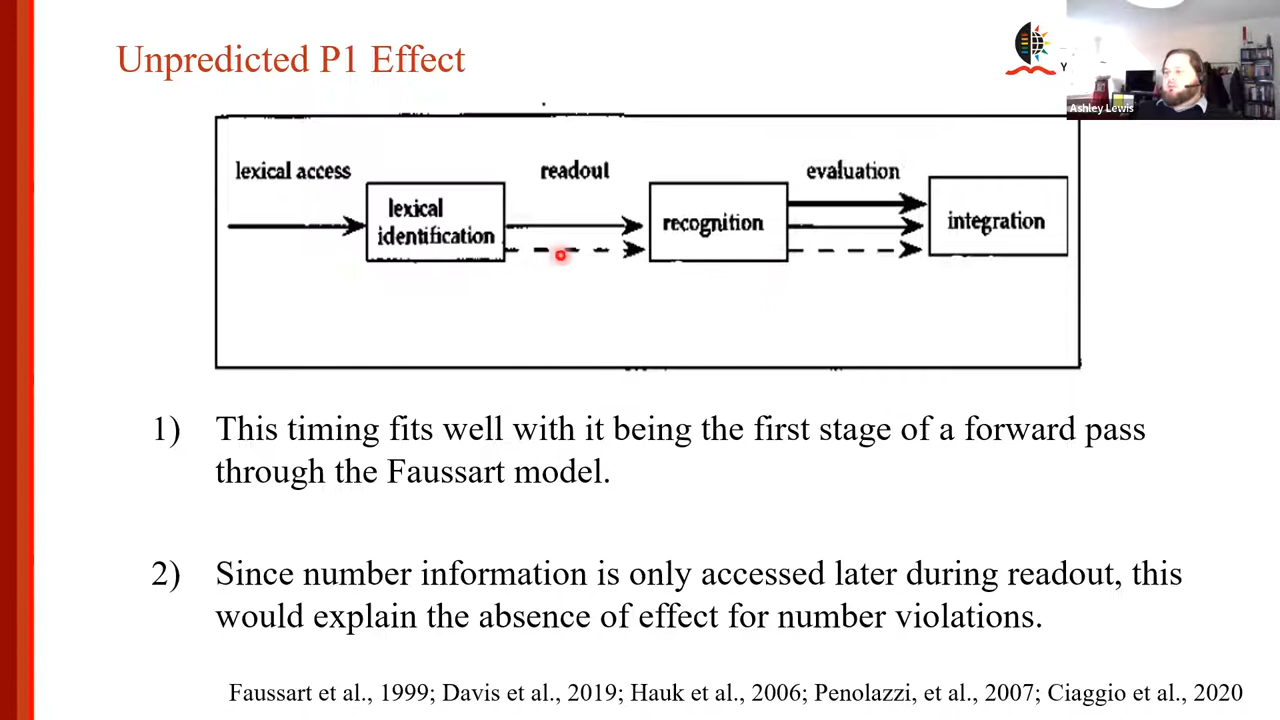 Unpredicted P1 Effect
Y
Ashley Lewis
lexical access
readout
evaluation
lexical
identification
recognition
integration
1) This timing fits well with it being the first stage of a forward pass
through the Faussart model.
2) Since number information is only accessed later during readout, this
would explain the absence of effect for number violations.
Faussart et al., 1999; Davis et al., 2019; Hauk et al., 2006; Penolazzi, et al., 2007; Ciaggio et al., 2020